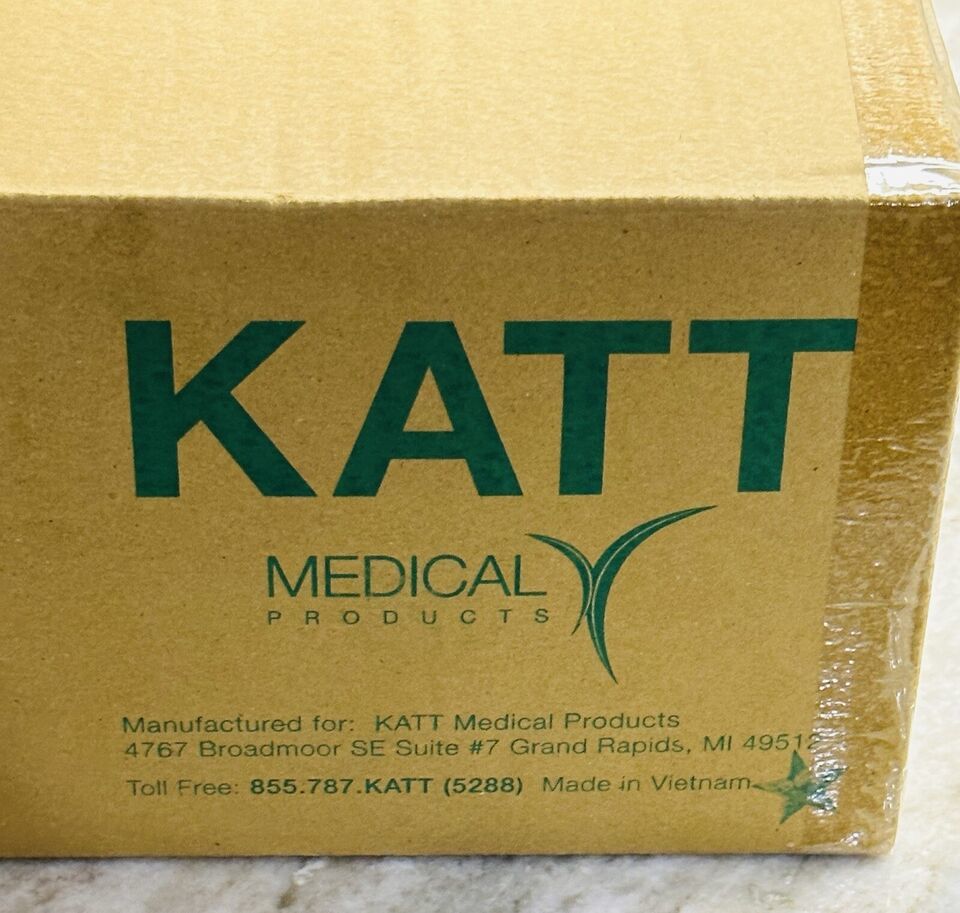 KATT
MEDICAL
PRODUCTS
Manufactured for: KATT Medical Products
4767 Broadmoor SE Suite #7 Grand Rapids, MI 49512
Toll Free: 855.787.KATT (5288) Made in Vietnam